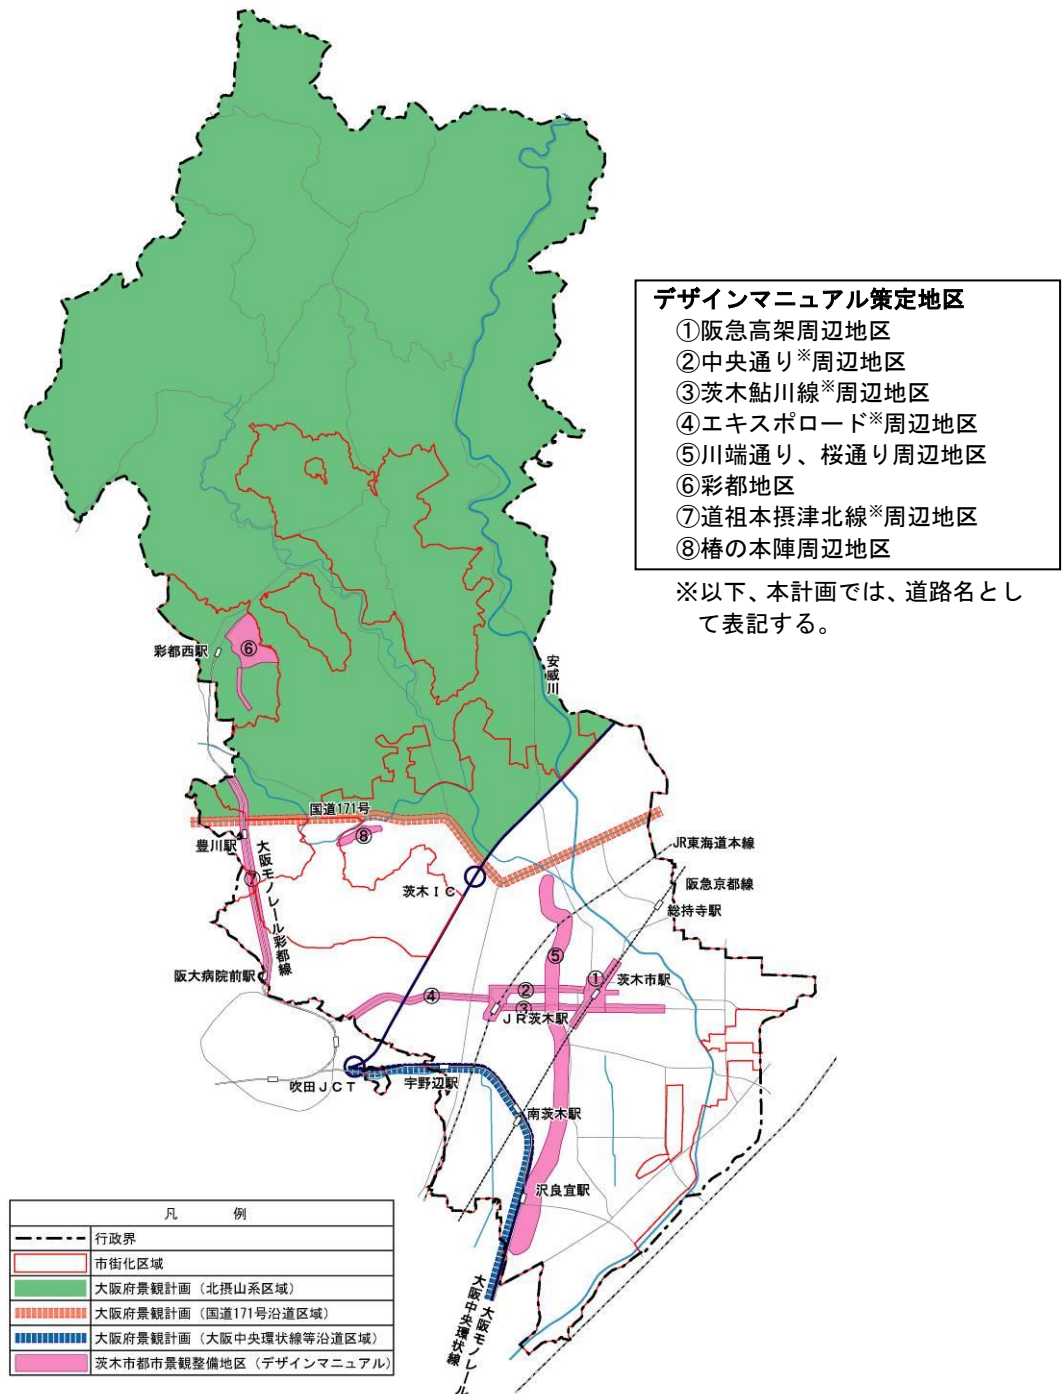 デザインマニュアル策定地区
①阪急高架周辺地区
②中央通り※周辺地区
③茨木鮎川線※周辺地区
④エキスポロード※周辺地区
⑤川端通り、桜通り周辺地区
⑥彩都地区
⑦道祖本摂津北線※周辺地区
⑧椿の本陣周辺地区
※以下、本計画では、道路名とし
て表記する。
彩都西駅
⑥
安威川
国道171号
豊川駅
⑧
⑦
大阪モノレール彩都線
茨木IC
JR東海道本線
阪急京都線
総持寺駅
阪大病院前駅
⑤
①
茨木市駅
②
④
③
JR茨木駅
吹田JCT
宇野辺駅
南茨木駅
沢良宜駅
大阪モノレール
大阪中央環状線
凡 例
行政界
市街化区域
大阪府景観計画（北摂山系区域）
大阪府景観計画（国道171号沿道区域）
大阪府景観計画（大阪中央環状線等沿道区域）
茨木市都市景観整備地区（デザインマニュアル）